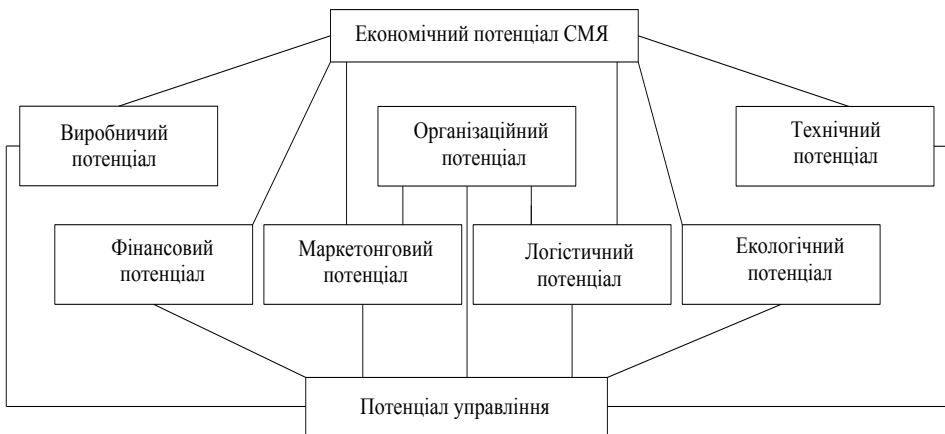 Економічний потенціал СМЯ
Виробничий
потенціал
Організаційний
потенціал
Технічний
потенціал
Фінансовий
потенціал
Маркетонговий
потенціал
Логістичний
потенціал
Екологічний
потенціал
Потенціал управління